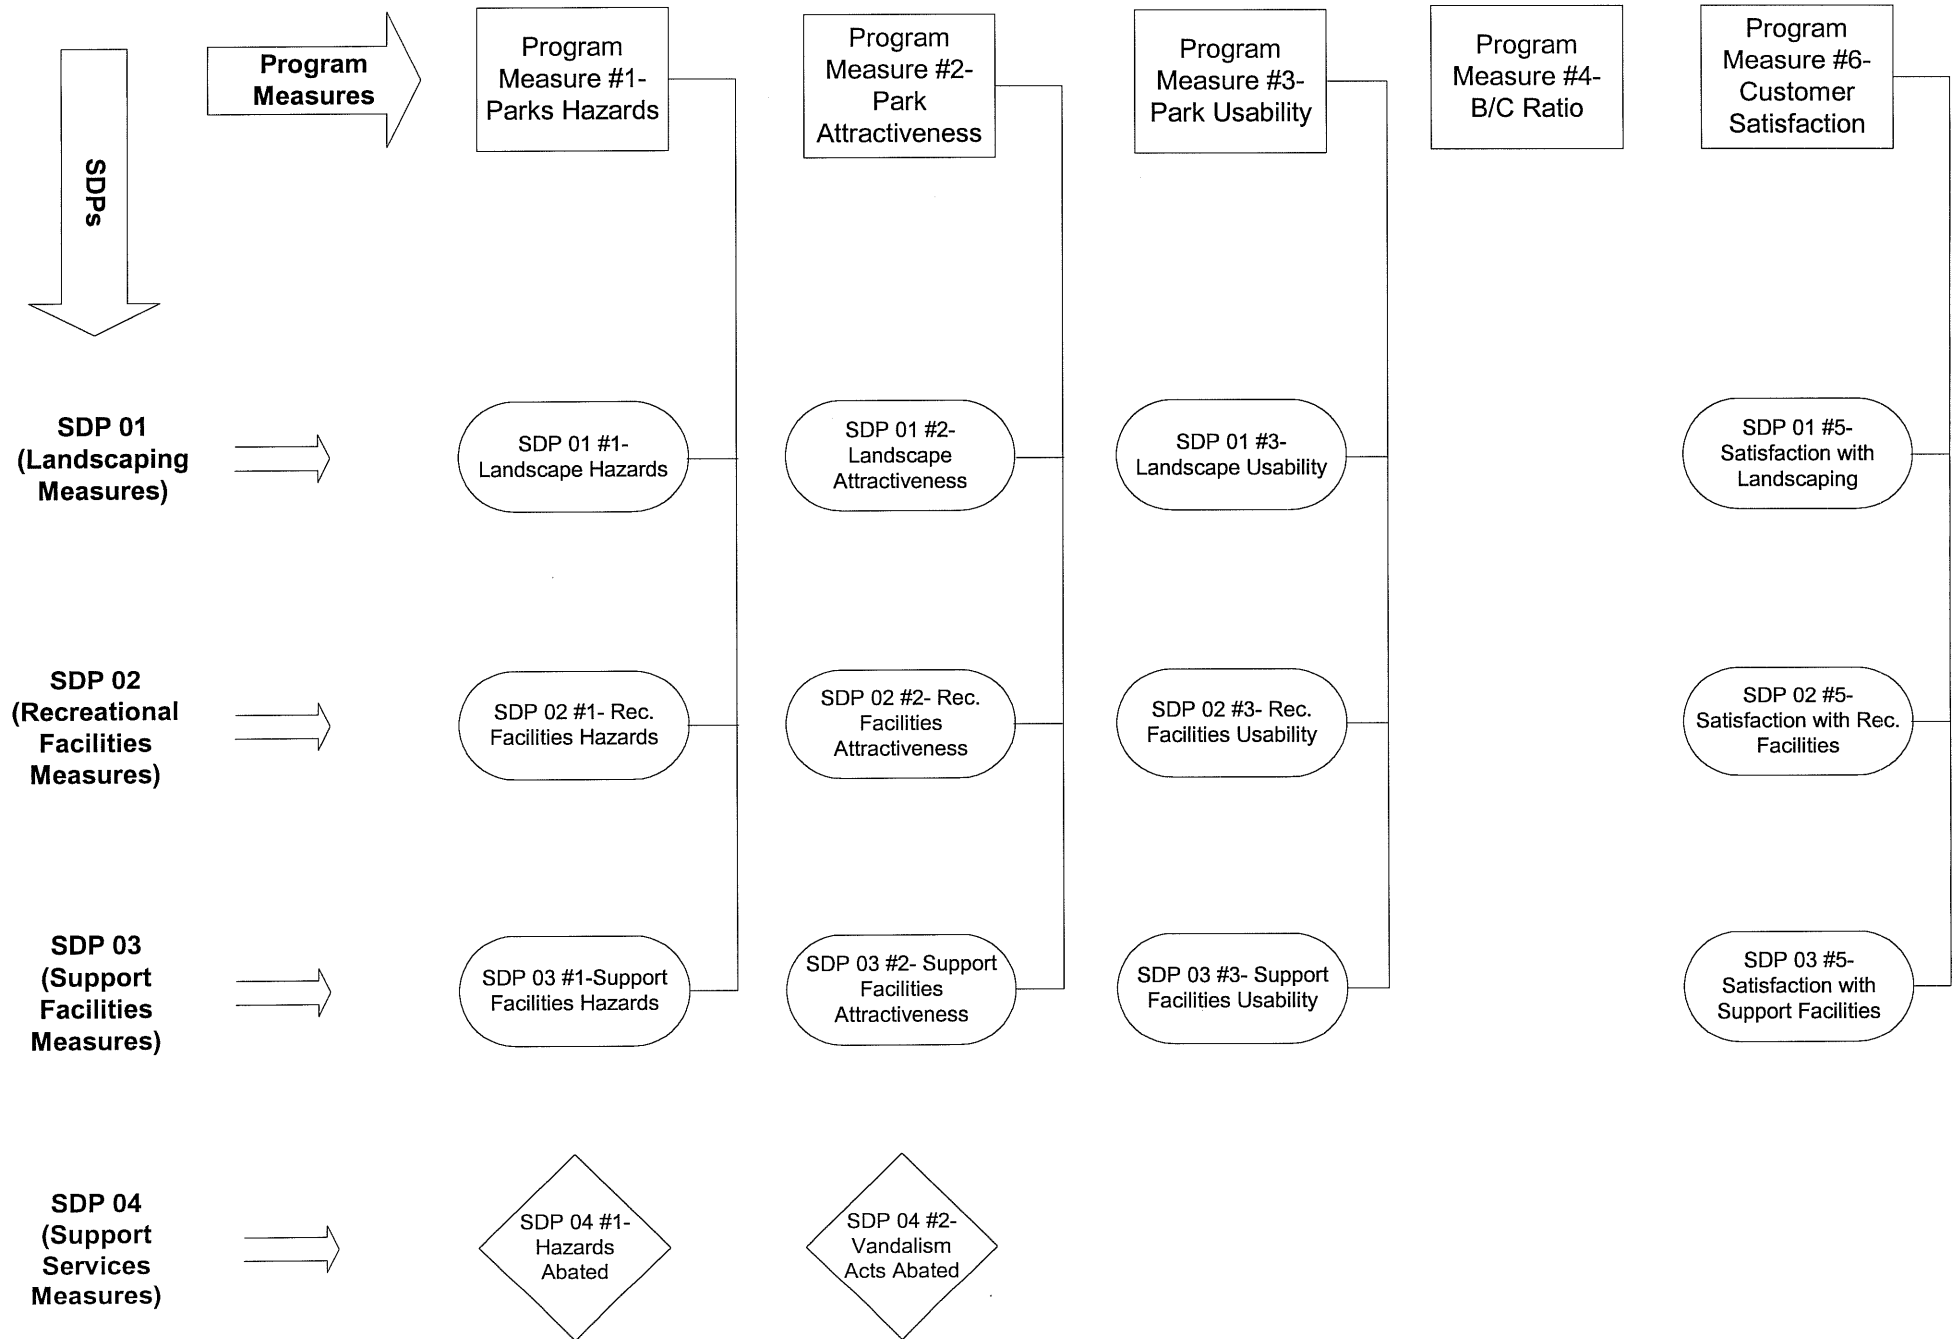 Program
Measures
SDPs
Program
Measure #1-
Parks Hazards
Program
Measure #2-
Park
Attractiveness
Program
Measure #3-
Park Usability
Program
Measure #4-
B/C Ratio
Program
Measure #6-
Customer
Satisfaction
SDP 01
(Landscaping
Measures)
SDP 01 #1-
Landscape Hazards
SDP 01 #2-
Landscape
Attractiveness
SDP 01 #3-
Landscape Usability
SDP 01 #5-
Satisfaction with
Landscaping
SDP 02
(Recreational
Facilities
Measures)
SDP 02 #1- Rec.
Facilities Hazards
SDP 02 #2- Rec.
Facilities
Attractiveness
SDP 02 #3- Rec.
Facilities Usability
SDP 02 #5-
Satisfaction with Rec.
Facilities
SDP 03
(Support
Facilities
Measures)
SDP 03 #1-Support
Facilities Hazards
SDP 03 #2- Support
Facilities
Attractiveness
SDP 03 #3- Support
Facilities Usability
SDP 03 #5-
Satisfaction with
Support Facilities
SDP 04
(Support
Services
Measures)
SDP 04 #1-
Hazards
Abated
SDP 04 #2-
Vandalism
Acts Abated